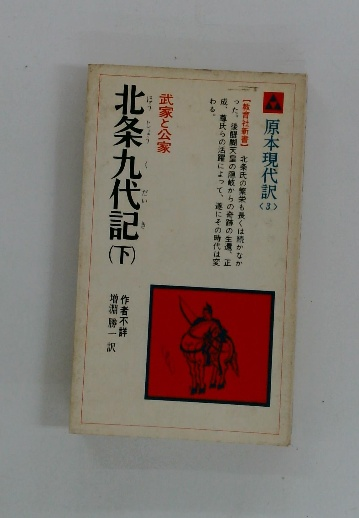 原本現代訳〈3〉
［教育社新書］　北条氏の繁栄も長くは続かなか
った。後醍醐天皇の隠岐からの奇跡の生還、正
成、尊氏らの活躍によって、遂にその時代は変
わる。
武家と公家
北条九代記(下)
ほうじょうくだいき
作者不詳
増淵勝一訳